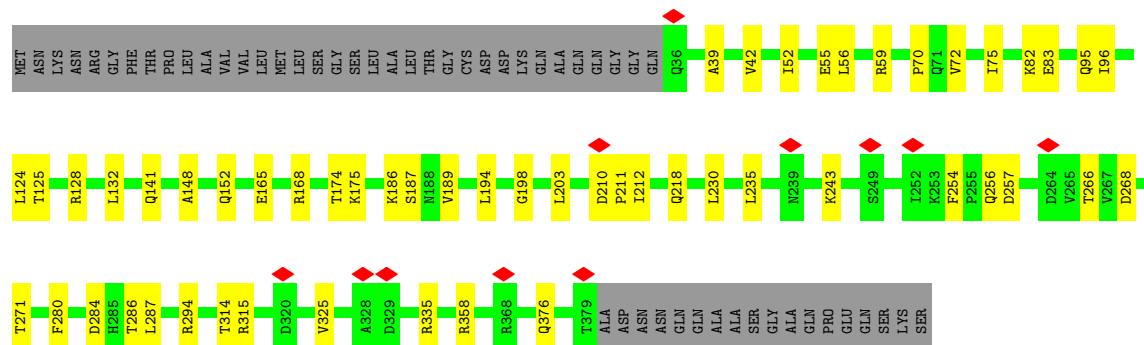 MET ASN LYS ASN ARG GLY PHE THR PRO LEU ALA VAL VAL LEU MET LEU SER GLY SER LEU ALA LEU THR GLY CYS ASP ASP LYS GLN ALA GLN GLN GLY GLY GLN Q36 A39 V42 I52 E55 L56 R59 P70 Q71 V72 I75 K82 E83 Q95 I96
L124 T125 R128 L132 Q141 A148 Q152 E165 R168 T174 K175 K186 S187 N188 V189 L194 G198 L203 D210 P211 I212 Q218 L230 L235 N239 K243 S249 I252 K253 F254 P255 Q256 D257 D264 V265 T266 V267 D268
T271 F280 D284 H285 T286 L287 R294 T314 R315 D320 V325 A328 D329 R335 R358 R368 Q376 T379 ALA ASP ASN ASN GLN GLN ALA ALA SER GLY ALA GLN PRO GLU GLN SER LYS SER